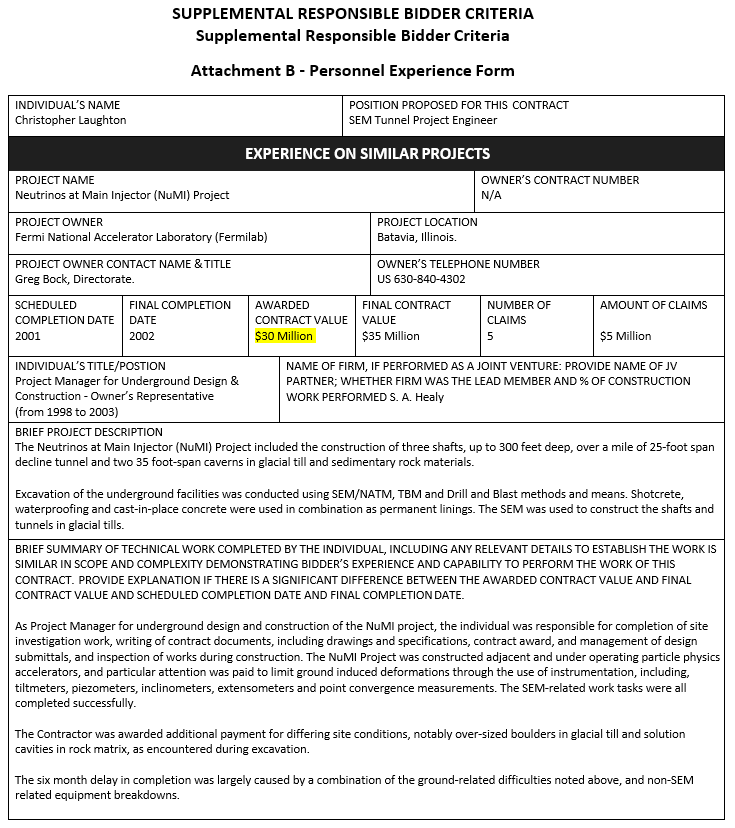 SUPPLEMENTAL RESPONSIBLE BIDDER CRITERIA
Supplemental Responsible Bidder Criteria
Attachment B - Personnel Experience Form
INDIVIDUAL'S NAME
Christopher Laughton
POSITION PROPOSED FOR THIS CONTRACT
SEM Tunnel Project Engineer
EXPERIENCE ON SIMILAR PROJECTS
PROJECT NAME
Neutrinos at Main Injector (NuMI) Project
OWNER'S CONTRACT NUMBER
N/A
PROJECT OWNER
Fermi National Accelerator Laboratory (Fermilab)
PROJECT LOCATION
Batavia, Illinois.
PROJECT OWNER CONTACT NAME & TITLE
Greg Bock, Directorate.
OWNER'S TELEPHONE NUMBER
US 630-840-4302
SCHEDULED
COMPLETION DATE
2001
FINAL COMPLETION
DATE
2002
AWARDED
CONTRACT VALUE
$30 Million
FINAL CONTRACT
VALUE
$35 Million
NUMBER OF
CLAIMS
5
AMOUNT OF CLAIMS
$5 Million
INDIVIDUAL'S TITLE/POSTION
Project Manager for Underground Design &
Construction - Owner's Representative
(from 1998 to 2003)
NAME OF FIRM, IF PERFORMED AS A JOINT VENTURE: PROVIDE NAME OF JV
PARTNER; WHETHER FIRM WAS THE LEAD MEMBER AND % OF CONSTRUCTION
WORK PERFORMED S. A. Healy
BRIEF PROJECT DESCRIPTION
The Neutrinos at Main Injector (NuMI) Project included the construction of three shafts, up to 300 feet deep, over a mile of 25-foot span
decline tunnel and two 35 foot-span caverns in glacial till and sedimentary rock materials.
Excavation of the underground facilities was conducted using SEM/NATM, TBM and Drill and Blast methods and means. Shotcrete,
waterproofing and cast-in-place concrete were used in combination as permanent linings. The SEM was used to construct the shafts and
tunnels in glacial tills.
BRIEF SUMMARY OF TECHNICAL WORK COMPLETED BY THE INDIVIDUAL, INCLUDING ANY RELEVANT DETAILS TO ESTABLISH THE WORK IS
SIMILAR IN SCOPE AND COMPLEXITY DEMONSTRATING BIDDER'S EXPERIENCE AND CAPABILITY TO PERFORM THE WORK OF THIS
CONTRACT. PROVIDE EXPLANATION IF THERE IS A SIGNIFICANT DIFFERENCE BETWEEN THE AWARDED CONTRACT VALUE AND FINAL
CONTRACT VALUE AND SCHEDULED COMPLETION DATE AND FINAL COMPLETION DATE.
As Project Manager for underground design and construction of the NuMI project, the individual was responsible for completion of site
investigation work, writing of contract documents, including drawings and specifications, contract award, and management of design
submittals, and inspection of works during construction. The NuMI Project was constructed adjacent and under operating particle physics
accelerators, and particular attention was paid to limit ground induced deformations through the use of instrumentation, including,
tiltmeters, piezometers, inclinometers, extensometers and point convergence measurements. The SEM-related work tasks were all
completed successfully.
The Contractor was awarded additional payment for differing site conditions, notably over-sized boulders in glacial till and solution
cavities in rock matrix, as encountered during excavation.
The six month delay in completion was largely caused by a combination of the ground-related difficulties noted above, and non-SEM
related equipment breakdowns.